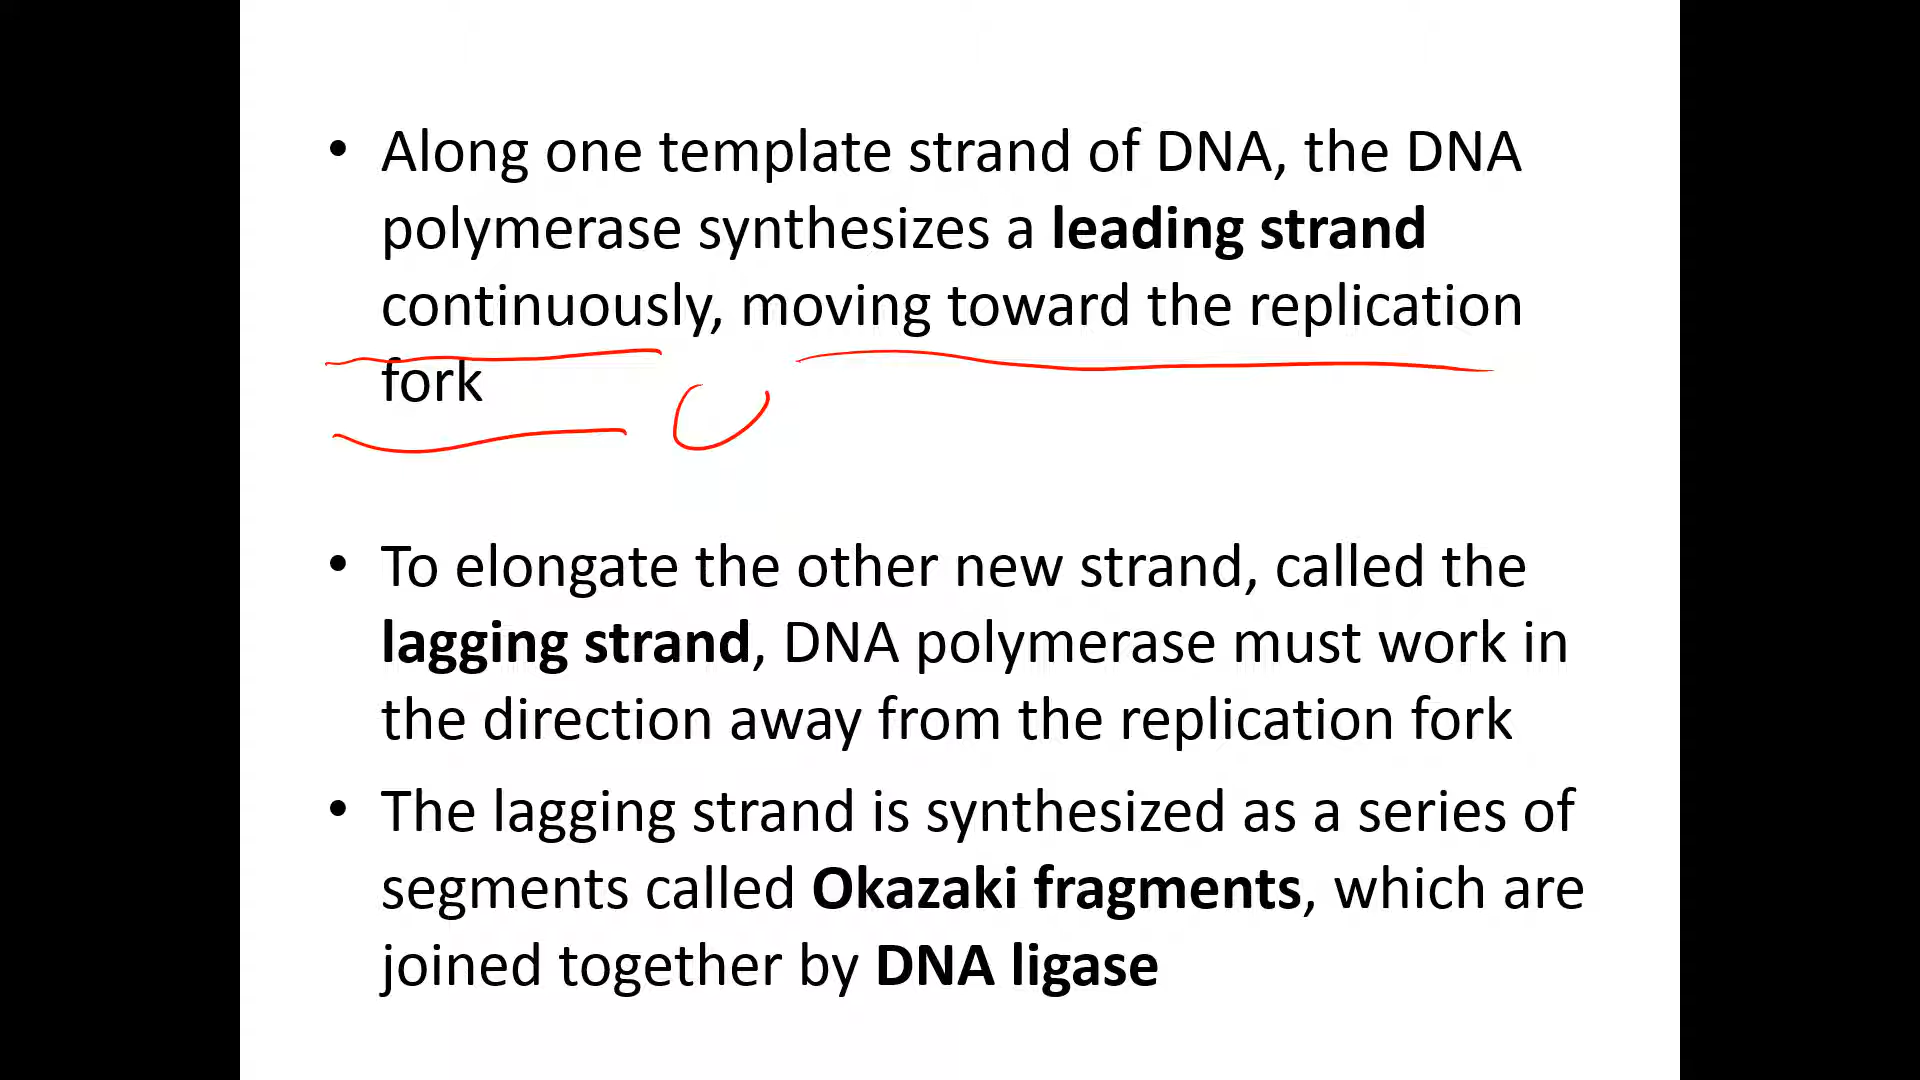 • Along one template strand of DNA, the DNA
polymerase synthesizes a leading strand
continuously, moving toward the replication
fork
• To elongate the other new strand, called the
lagging strand, DNA polymerase must work in
the direction away from the replication fork
• The lagging strand is synthesized as a series of
segments called Okazaki fragments, which are
joined together by DNA ligase